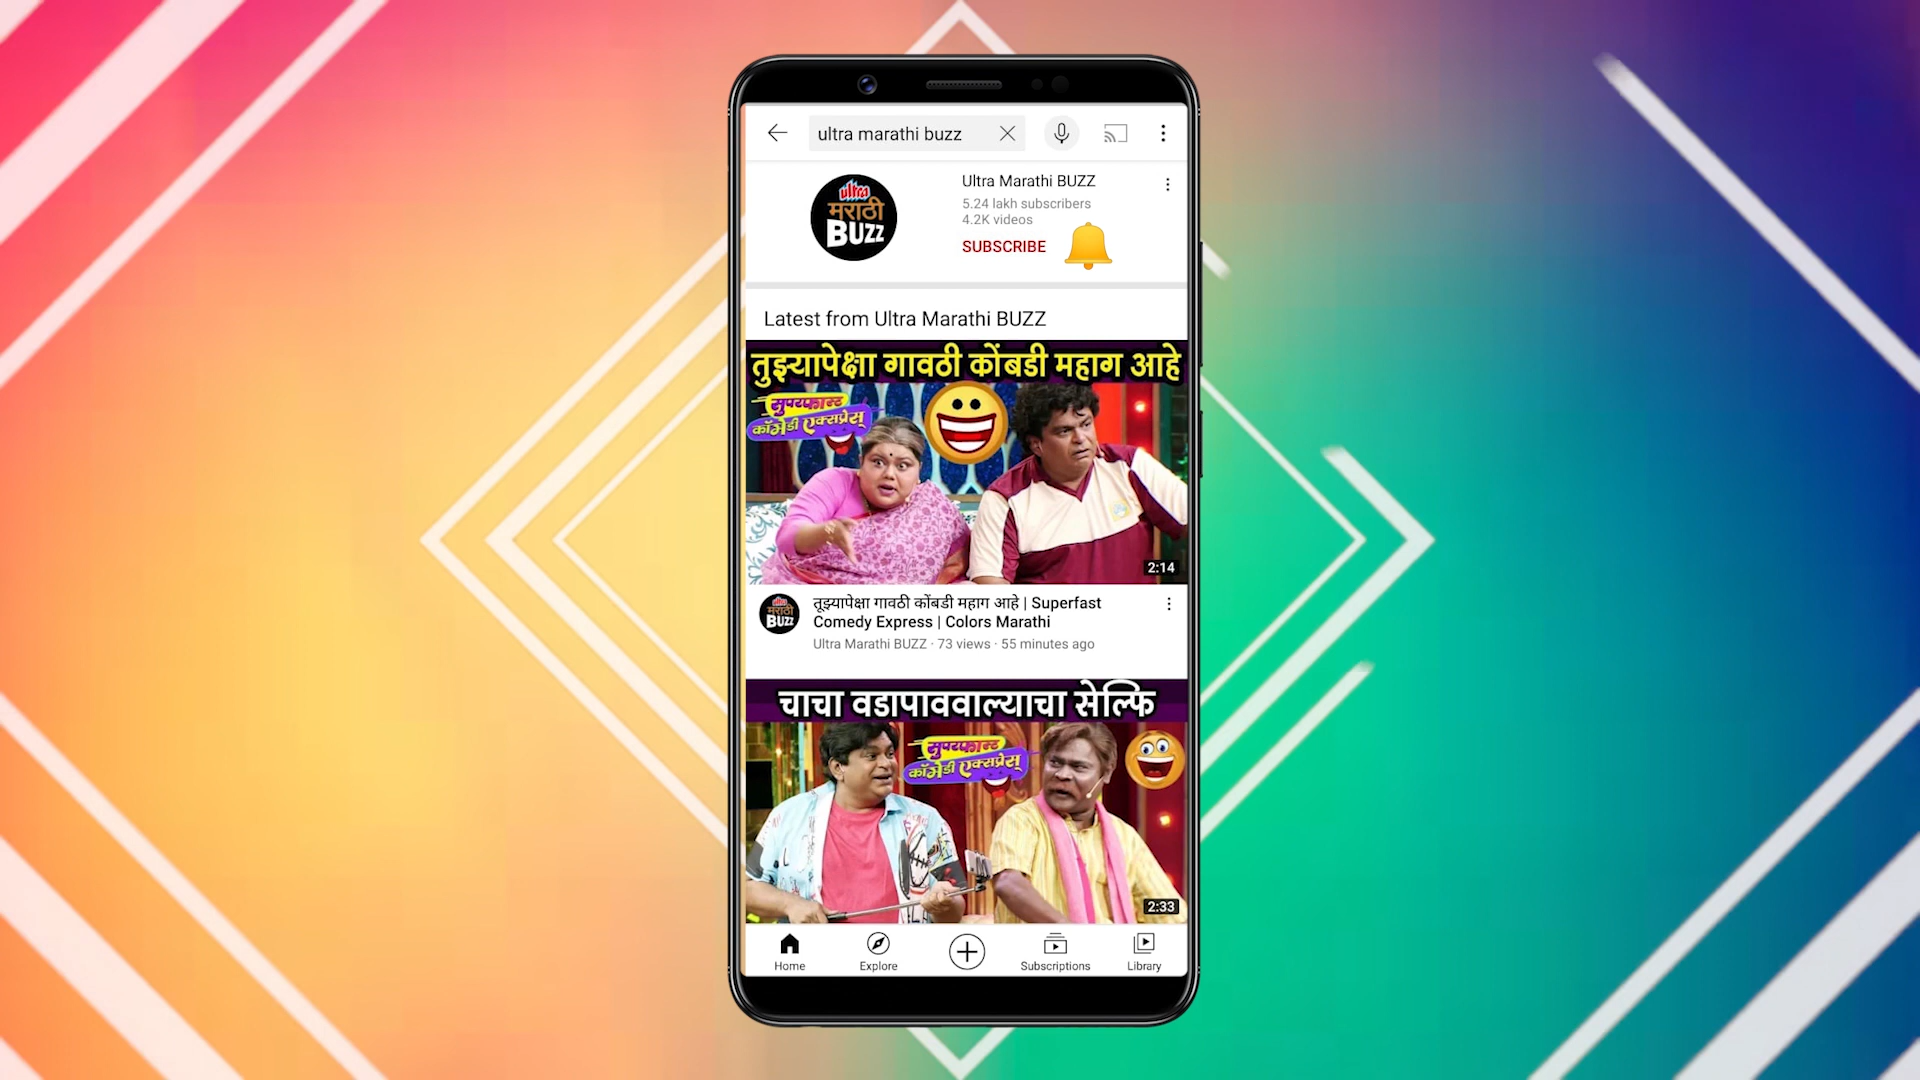 ultra marathi buzz
ultra
मराठी
BUZZ
Ultra Marathi BUZZ
5.24 lakh subscribers
4.2K videos
SUBSCRIBE
Latest from Ultra Marathi BUZZ
तुझ्यापेक्षा गावठी कोंबडी महाग आहे
सुपरफास्ट
कॉमेडी एक्सप्रेस्
2:14
ultra
मराठी
BUZZ
तूझ्यापेक्षा गावठी कोंबडी महाग आहे | Superfast
Comedy Express | Colors Marathi
Ultra Marathi BUZZ · 73 views · 55 minutes ago
चाचा वडापाववाल्याचा सेल्फि
सुपरफास्ट
कॉमेडी एक्सप्रेस्
2:33
Home
Explore
Subscriptions
Library